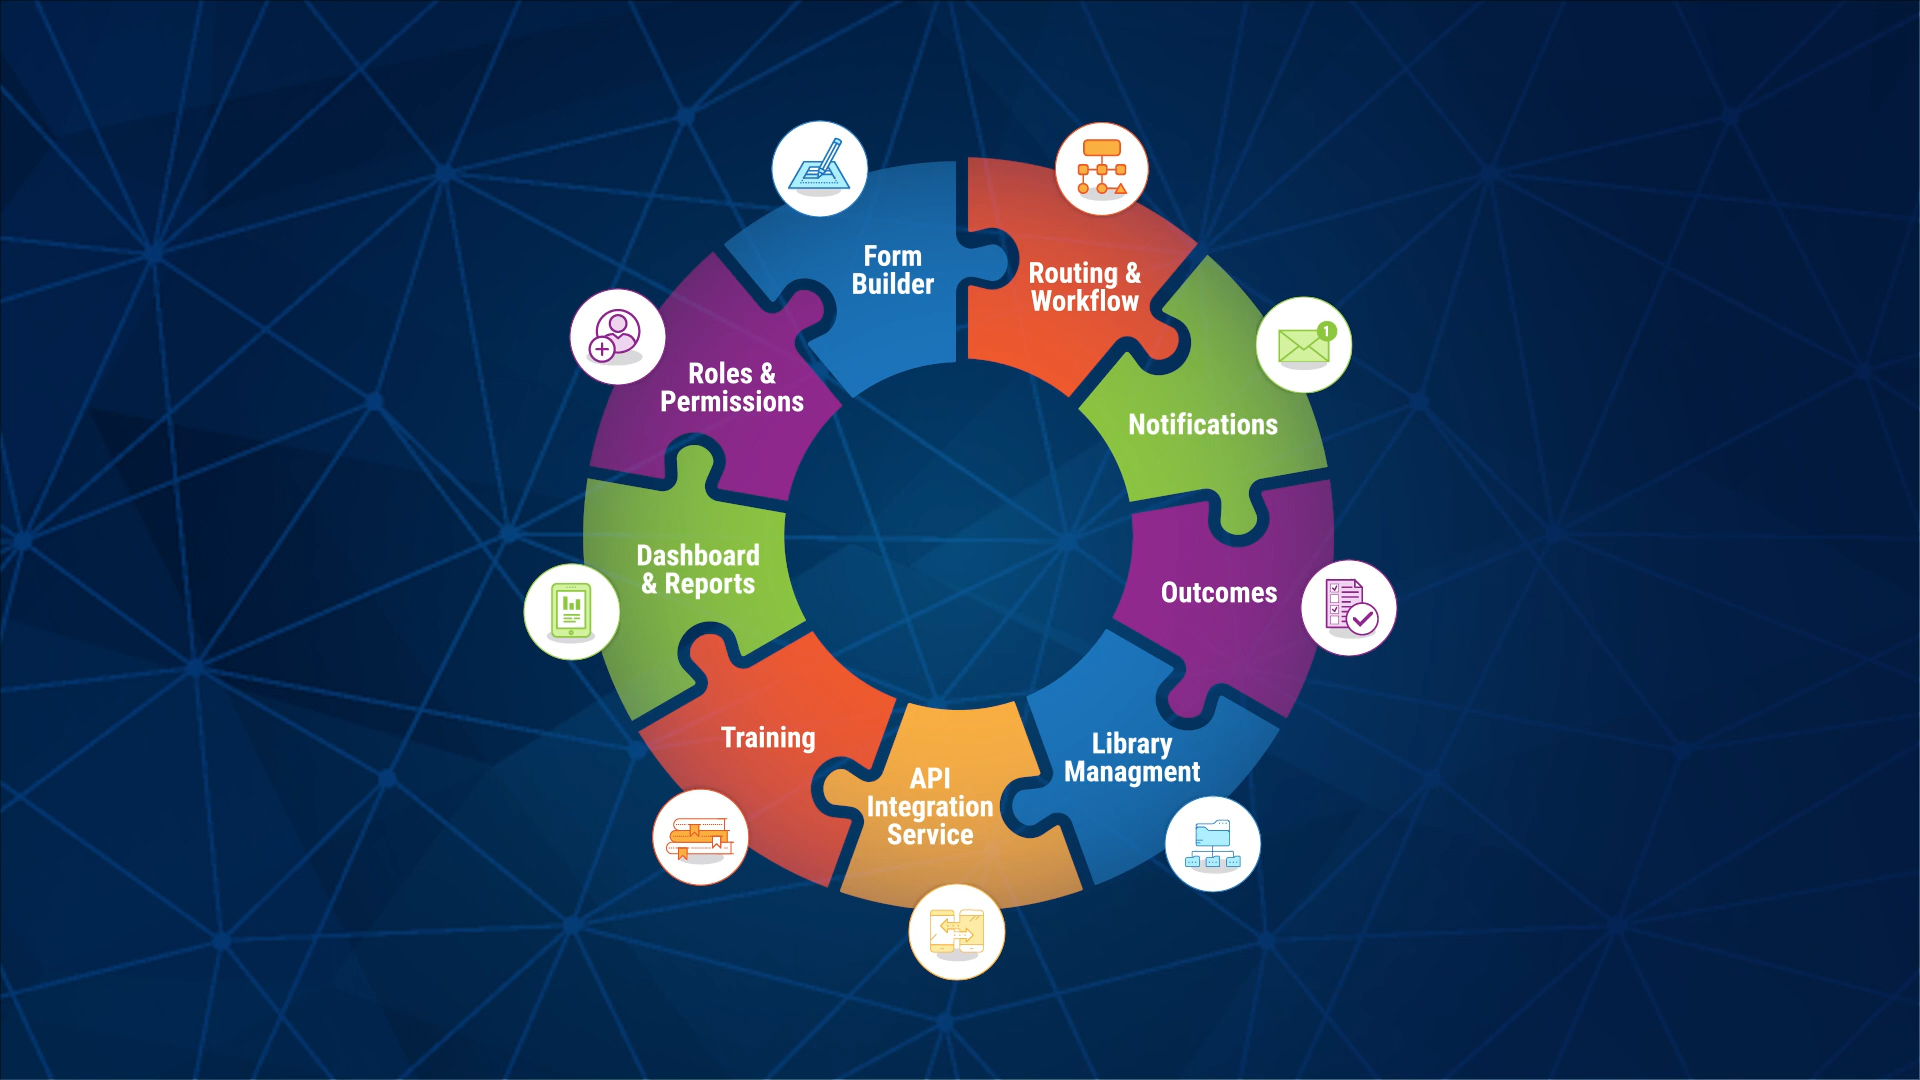 Form
Builder
Routing &
Workflow
1
Notifications
Outcomes
Library
Managment
API
Integration
Service
Training
Dashboard
& Reports
Roles &
Permissions